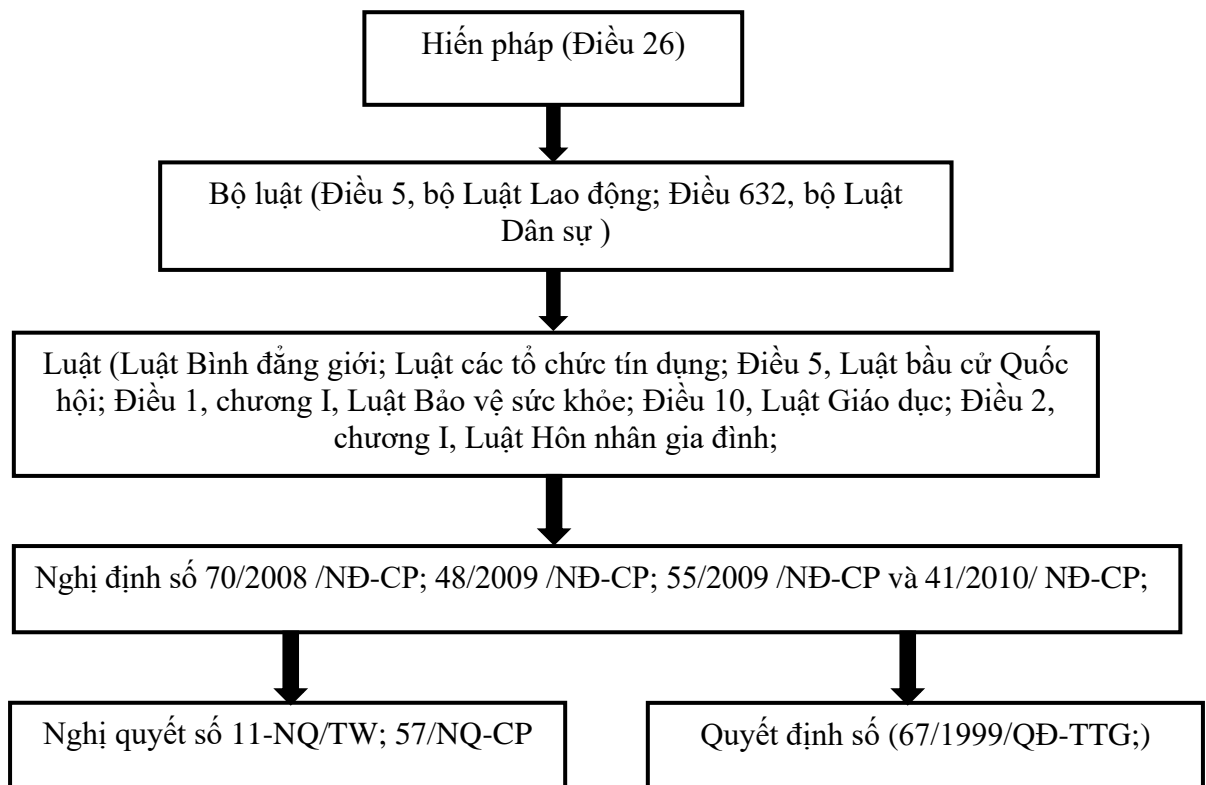 Hiến pháp (Điều 26)
Bộ luật (Điều 5, bộ Luật Lao động; Điều 632, bộ Luật
Dân sự )
Luật (Luật Bình đẳng giới; Luật các tổ chức tín dụng; Điều 5, Luật bầu cử Quốc
hội; Điều 1, chương I, Luật Bảo vệ sức khỏe; Điều 10, Luật Giáo dục; Điều 2,
chương I, Luật Hôn nhân gia đình;
Nghị định số 70/2008 /NĐ-CP; 48/2009 /NĐ-CP; 55/2009 /NĐ-CP và 41/2010/ NĐ-CP;
Nghị quyết số 11-NQ/TW; 57/NQ-CP
Quyết định số (67/1999/QĐ-TTG;)